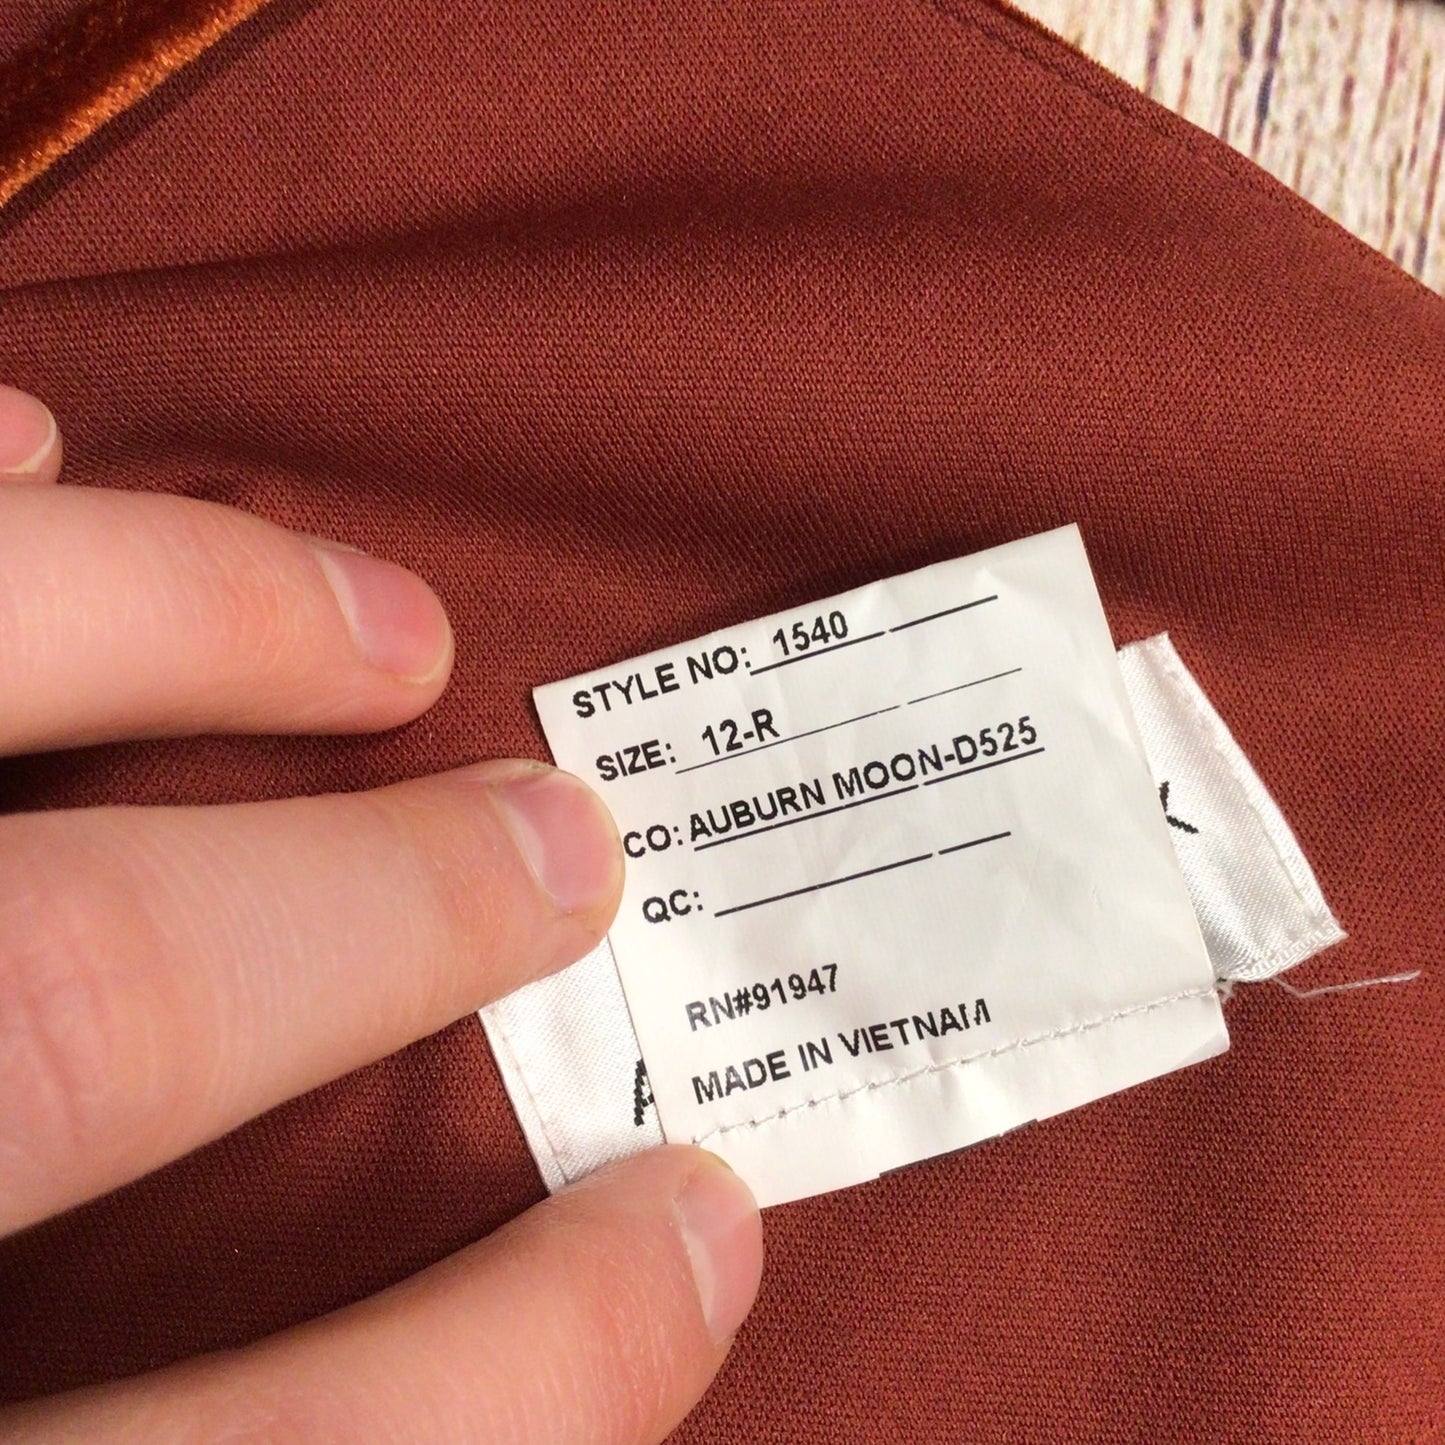 STYLE NO: 1540
SIZE: 12-R
CO: AUBURN MOON-D525
QC:
RN#91947
MADE IN VIETNAM